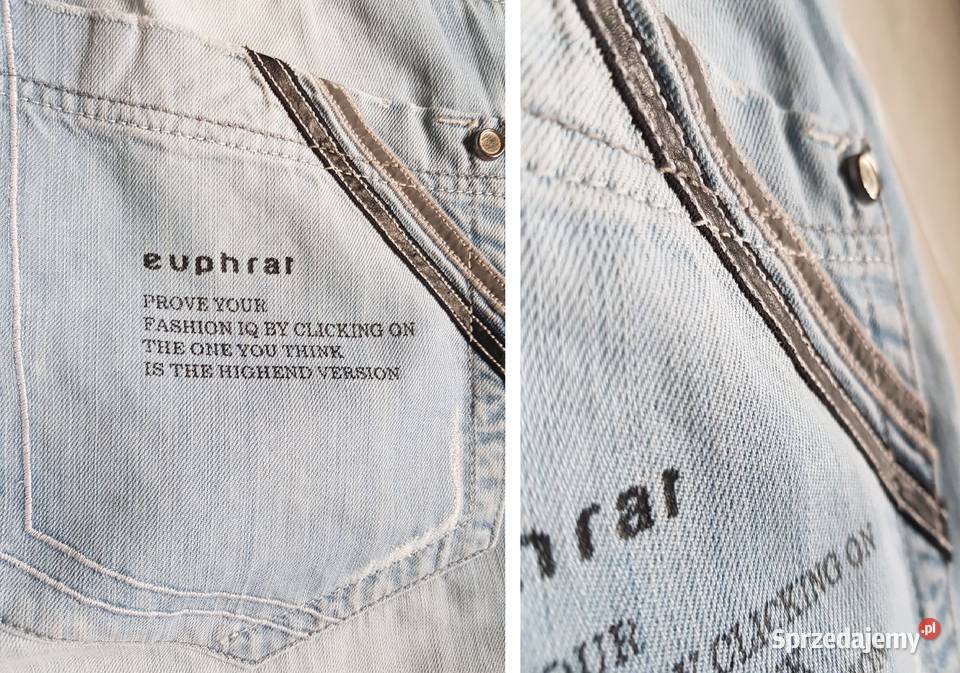 euphrat
PROVE YOUR
FASHION IQ BY CLICKING ON
THE ONE YOU THINK
IS THE HIGHEND VERSION
phrat
OUR
CLICKING ON
ON
Sprzedajemy.pl